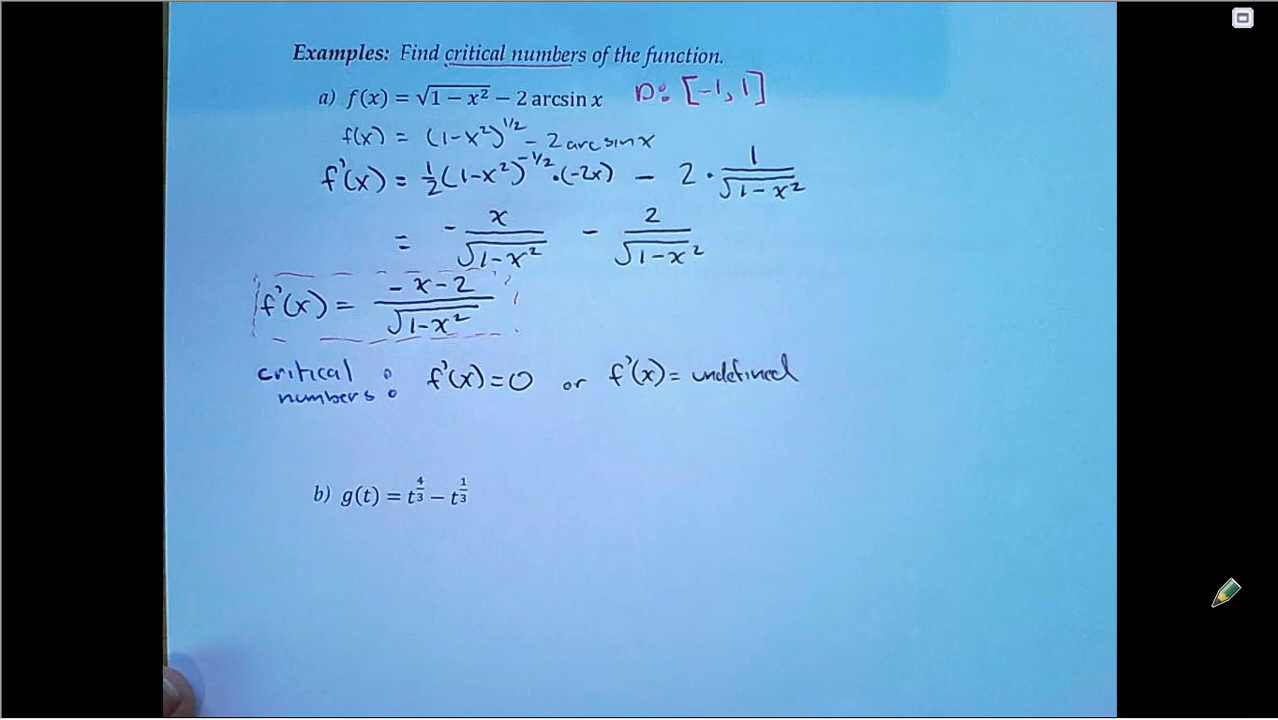 Examples: Find critical numbers of the function.
a) f(x) = √(1 − x²) − 2 arcsin x D: [-1, 1]
f(x) = (1-x²)^(1/2) - 2 arcsin x
f'(x) = 1/2 (1-x²)^(-1/2) · (-2x) - 2 · 1/√(1-x²)
= - x/√(1-x²) - 2/√(1-x²)
f'(x) = (-x-2)/√(1-x²)
critical numbers : f'(x)=0 or f'(x)= undefined
b) g(t) = t^(4/3) − t^(1/3)